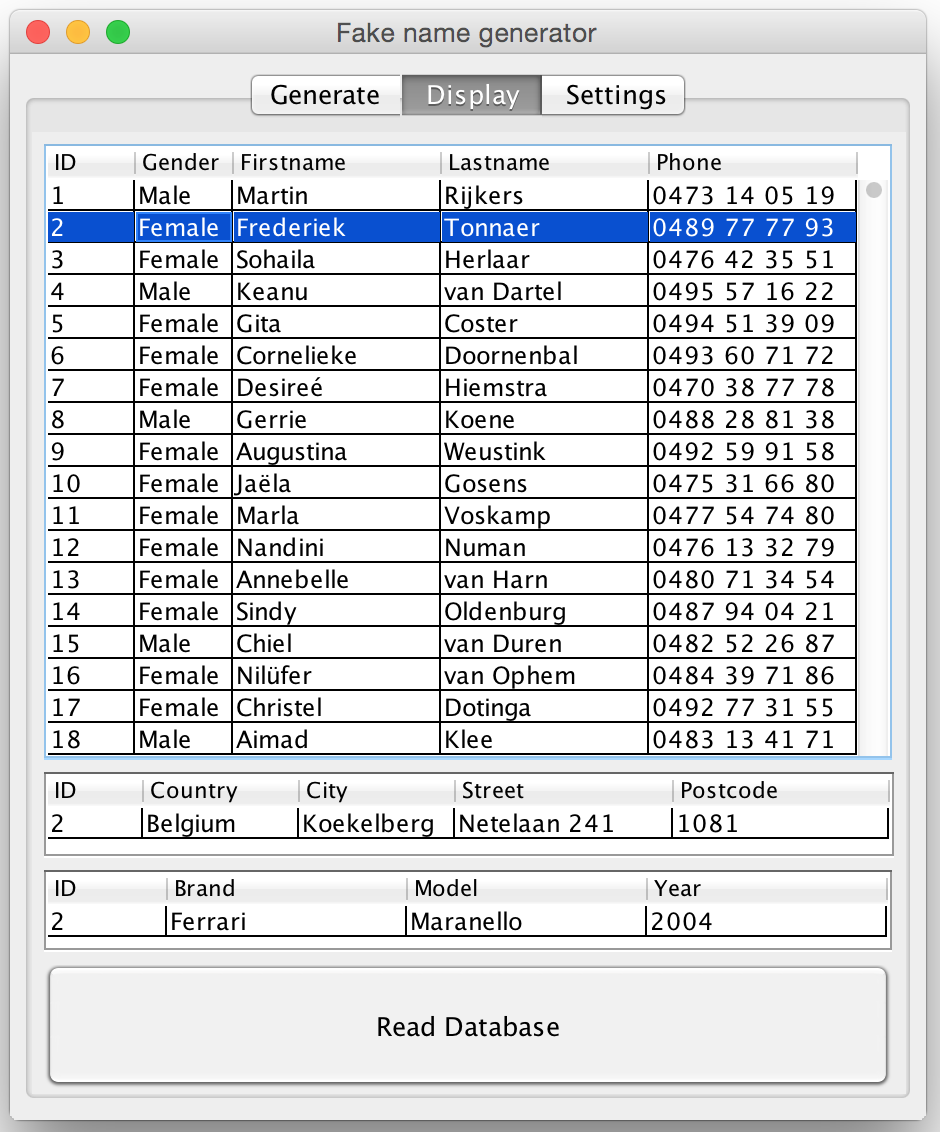 Fake name generator
Generate Display Settings
ID Gender Firstname Lastname Phone
1 Male Martin Rijkers 0473 14 05 19
2 Female Frederiek Tonnaer 0489 77 77 93
3 Female Sohaila Herlaar 0476 42 35 51
4 Male Keanu van Dartel 0495 57 16 22
5 Female Gita Coster 0494 51 39 09
6 Female Cornelieke Doornenbal 0493 60 71 72
7 Female Desireé Hiemstra 0470 38 77 78
8 Male Gerrie Koene 0488 28 81 38
9 Female Augustina Weustink 0492 59 91 58
10 Female Jaëla Gosens 0475 31 66 80
11 Female Marla Voskamp 0477 54 74 80
12 Female Nandini Numan 0476 13 32 79
13 Female Annebelle van Harn 0480 71 34 54
14 Female Sindy Oldenburg 0487 94 04 21
15 Male Chiel van Duren 0482 52 26 87
16 Female Nilüfer van Ophem 0484 39 71 86
17 Female Christel Dotinga 0492 77 31 55
18 Male Aimad Klee 0483 13 41 71
ID Country City Street Postcode
2 Belgium Koekelberg Netelaan 241 1081
ID Brand Model Year
2 Ferrari Maranello 2004
Read Database